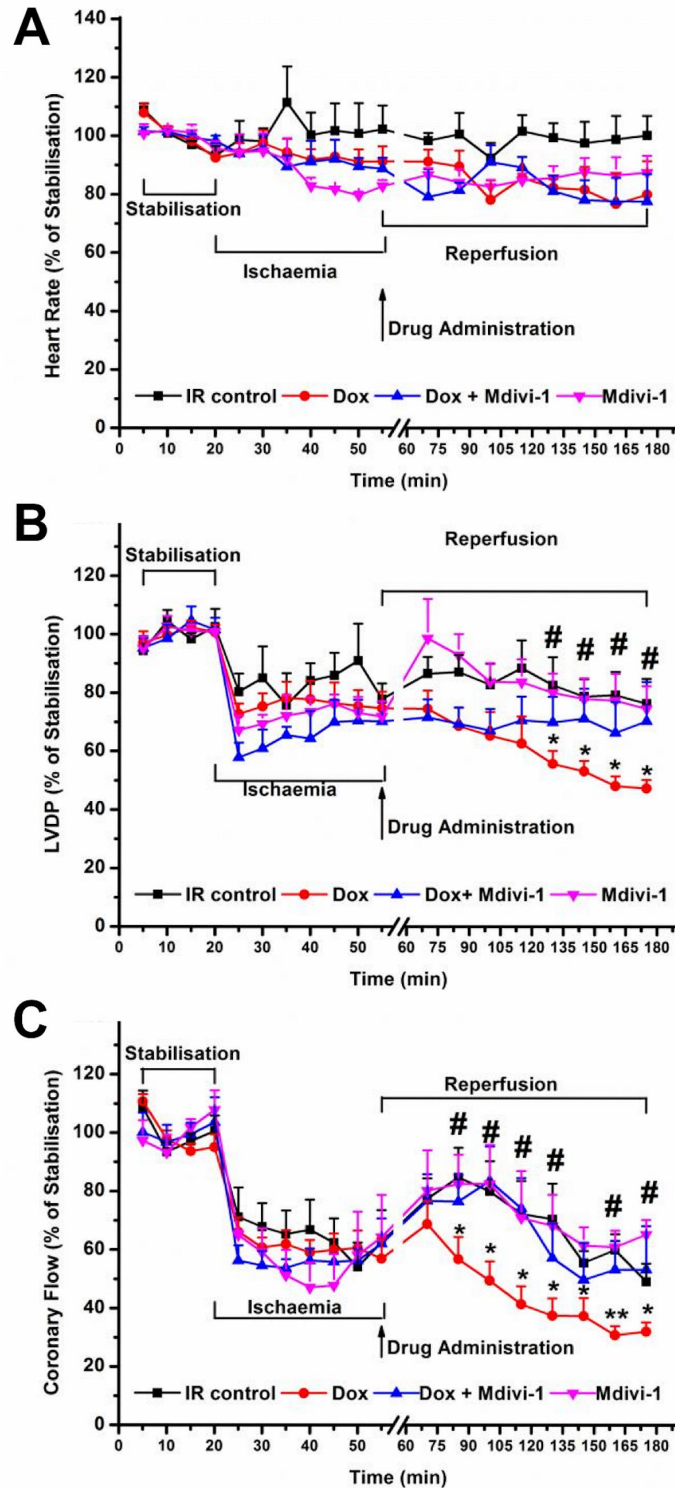 A
Heart Rate (% of Stabilisation)
140
120
100
80
60
40
20
0
Stabilisation
Ischaemia
Reperfusion
Drug Administration
IR control Dox Dox + Mdivi-1 Mdivi-1
0 10 20 30 40 50 60 75 90 105 120 135 145 165 175 180
Time (min)
B
LVDP (% of Stabilisation)
120
100
80
60
40
20
0
Stabilisation
Reperfusion
# # # #
* * * *
Ischaemia
Drug Administration
IR control Dox Dox+ Mdivi-1 Mdivi-1
0 10 20 30 40 50 60 75 90 105 120 135 145 165 175 180
Time (min)
C
Coronary Flow (% of Stabilisation)
120
100
80
60
40
20
0
Stabilisation
Reperfusion
# # # # # #
* * * * * ** *
Ischaemia
Drug Administration
IR control Dox Dox + Mdivi-1 Mdivi-1
0 10 20 30 40 50 60 75 90 105 120 135 145 165 175 180
Time (min)